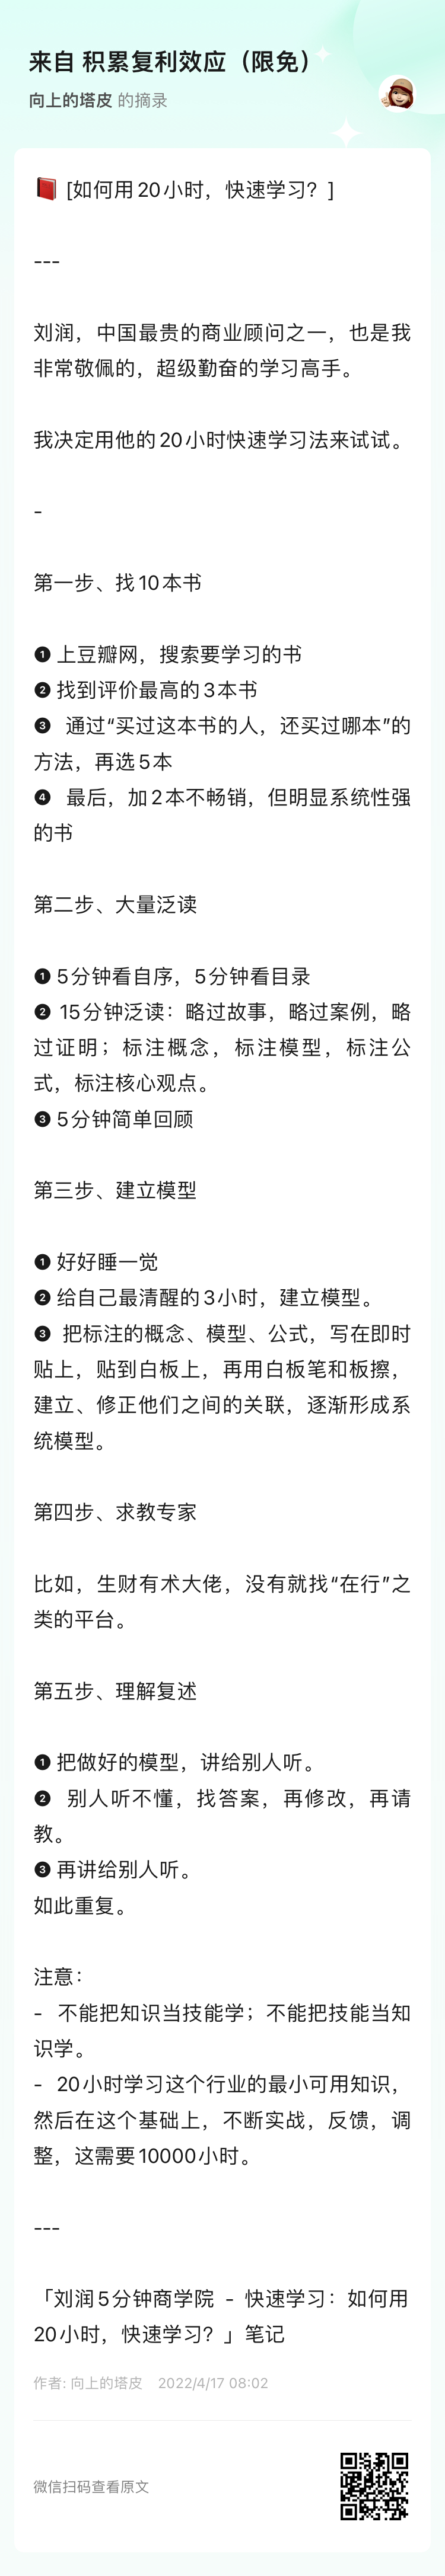 来自 积累复利效应（限免）
向上的塔皮 的摘录
📕 [如何用20小时，快速学习？]
---
刘润，中国最贵的商业顾问之一，也是我
非常敬佩的，超级勤奋的学习高手。
我决定用他的20小时快速学习法来试试。
-
第一步、找10本书
❶ 上豆瓣网，搜索要学习的书
❷ 找到评价最高的3本书
❸ 通过“买过这本书的人，还买过哪本”的
方法，再选5本
❹ 最后，加2本不畅销，但明显系统性强
的书
第二步、大量泛读
❶ 5分钟看自序，5分钟看目录
❷ 15分钟泛读：略过故事，略过案例，略
过证明；标注概念，标注模型，标注公
式，标注核心观点。
❸ 5分钟简单回顾
第三步、建立模型
❶ 好好睡一觉
❷ 给自己最清醒的3小时，建立模型。
❸ 把标注的概念、模型、公式，写在即时
贴上，贴到白板上，再用白板笔和板擦，
建立、修正他们之间的关联，逐渐形成系
统模型。
第四步、求教专家
比如，生财有术大佬，没有就找“在行”之
类的平台。
第五步、理解复述
❶ 把做好的模型，讲给别人听。
❷ 别人听不懂，找答案，再修改，再请
教。
❸ 再讲给别人听。
如此重复。
注意：
- 不能把知识当技能学；不能把技能当知
识学。
- 20小时学习这个行业的最小可用知识，
然后在这个基础上，不断实战，反馈，调
整，这需要10000小时。
---
「刘润5分钟商学院 - 快速学习：如何用
20小时，快速学习？」笔记
作者: 向上的塔皮 2022/4/17 08:02
微信扫码查看原文